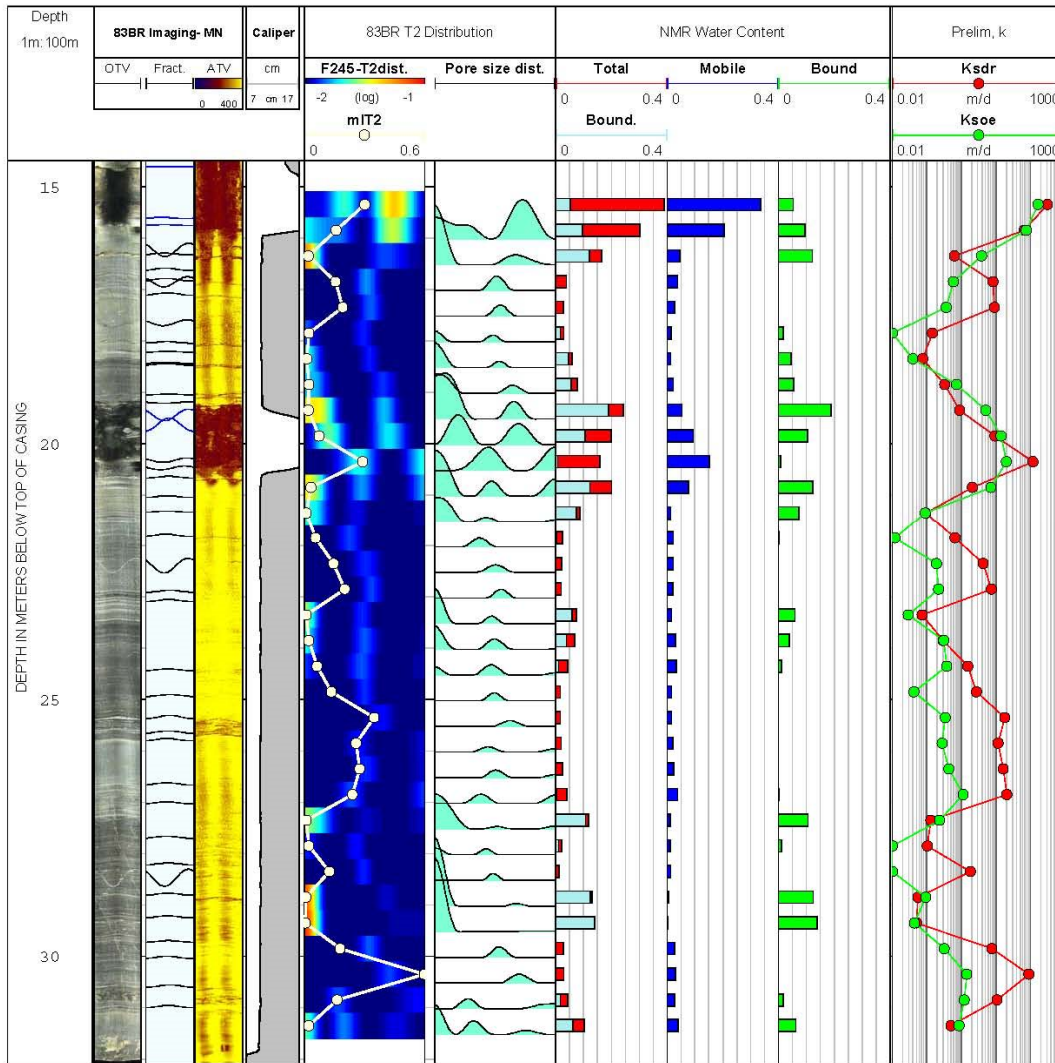 Depth
1m: 100m
83BR Imaging- MN
OTV
Fract.
ATV
0 400
Caliper
cm
7 cm 17
83BR T2 Distribution
F245-T2dist.
-2 (log) -1
mlT2
0 0.6
Pore size dist.
NMR Water Content
Total
0 0.4
Bound.
0 0.4
Mobile
0 0.4
Bound
0 0.4
Prelim, k
Ksdr
0.01 m/d 1000
Ksoe
0.01 m/d 1000
DEPTH IN METERS BELOW TOP OF CASING
15
20
25
30